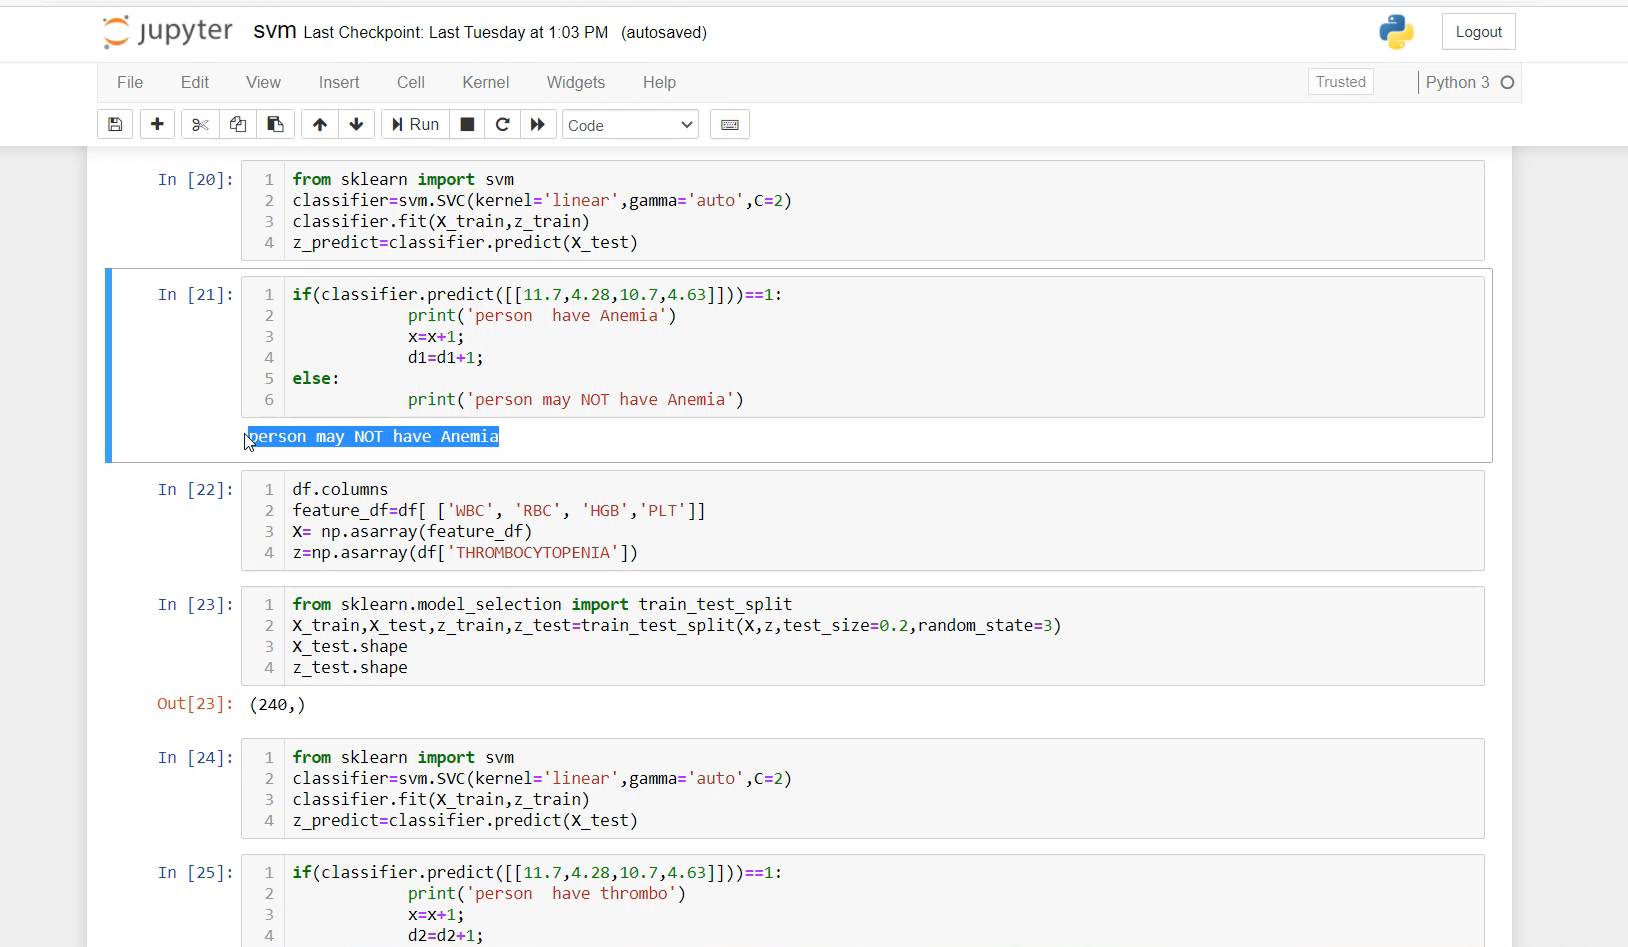 jupyter svm Last Checkpoint: Last Tuesday at 1:03 PM (autosaved)
Logout
File Edit View Insert Cell Kernel Widgets Help
Trusted
Python 3
Run
Code
In [20]:
1 from sklearn import svm
2 classifier=svm.SVC(kernel='linear',gamma='auto',C=2)
3 classifier.fit(X_train,z_train)
4 z_predict=classifier.predict(X_test)
In [21]:
1 if(classifier.predict([[11.7,4.28,10.7,4.63]]))==1:
2 print('person  have Anemia')
3 x=x+1;
4 d1=d1+1;
5 else:
6 print('person may NOT have Anemia')
person may NOT have Anemia
In [22]:
1 df.columns
2 feature_df=df[ ['WBC', 'RBC', 'HGB','PLT']]
3 X= np.asarray(feature_df)
4 z=np.asarray(df['THROMBOCYTOPENIA'])
In [23]:
1 from sklearn.model_selection import train_test_split
2 X_train,X_test,z_train,z_test=train_test_split(X,z,test_size=0.2,random_state=3)
3 X_test.shape
4 z_test.shape
Out[23]: (240,)
In [24]:
1 from sklearn import svm
2 classifier=svm.SVC(kernel='linear',gamma='auto',C=2)
3 classifier.fit(X_train,z_train)
4 z_predict=classifier.predict(X_test)
In [25]:
1 if(classifier.predict([[11.7,4.28,10.7,4.63]]))==1:
2 print('person  have thrombo')
3 x=x+1;
4 d2=d2+1;